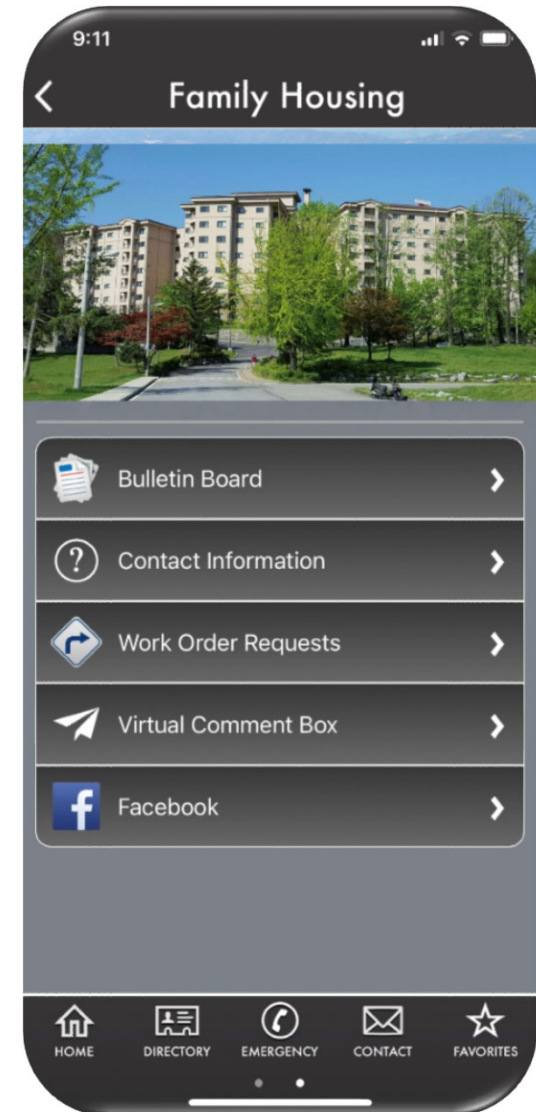 9:11
Family Housing
Bulletin Board
Contact Information
Work Order Requests
Virtual Comment Box
Facebook
HOME DIRECTORY EMERGENCY CONTACT FAVORITES